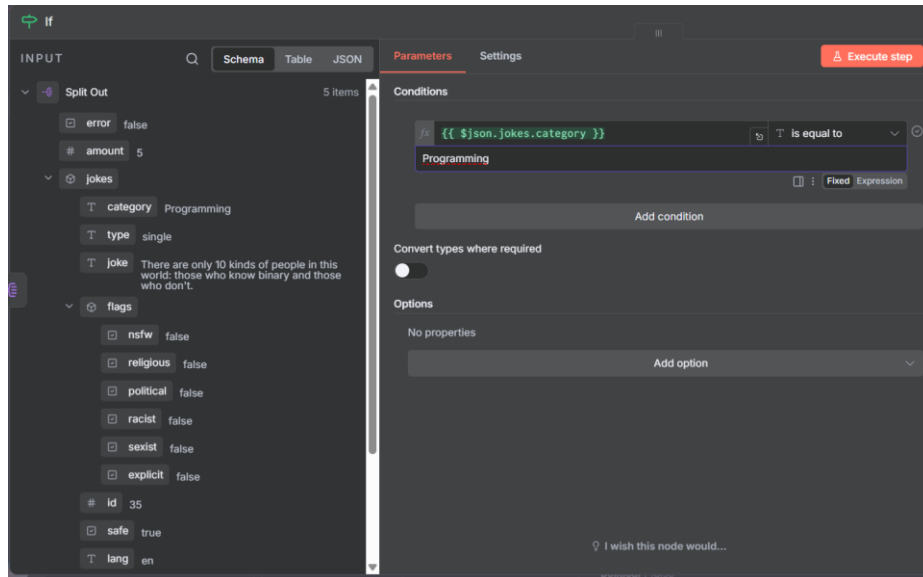 If
INPUT
Schema
Table
JSON
Split Out
5 items
error false
amount 5
jokes
category Programming
type single
joke There are only 10 kinds of people in this
world: those who know binary and those
who don't.
flags
nsfw false
religious false
political false
racist false
sexist false
explicit false
id 35
safe true
lang en
Parameters
Settings
Execute step
Conditions
fx {{ $json.jokes.category }}
T is equal to
Programming
Fixed Expression
Add condition
Convert types where required
Options
No properties
Add option
I wish this node would...